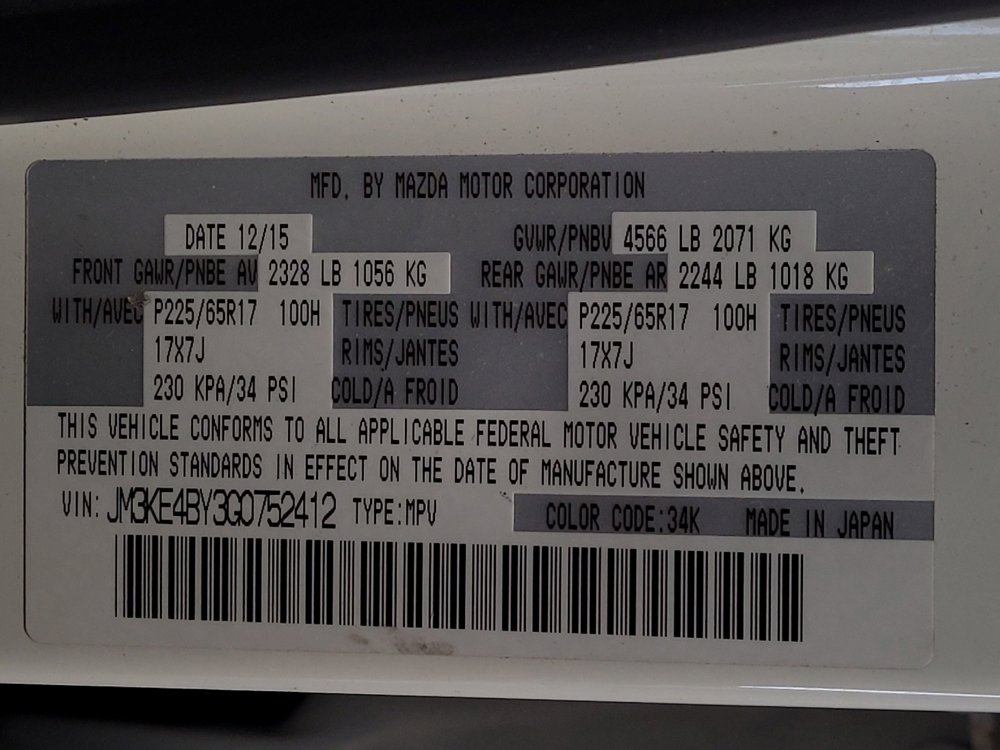 MFD. BY MAZDA MOTOR CORPORATION
DATE 12/15 GVWR/PNBV 4566 LB 2071 KG
FRONT GAWR/PNBE AV 2328 LB 1056 KG REAR GAWR/PNBE AR 2244 LB 1018 KG
WITH/AVEC P225/65R17 100H TIRES/PNEUS WITH/AVEC P225/65R17 100H TIRES/PNEUS
17X7J RIMS/JANTES 17X7J RIMS/JANTES
230 KPA/34 PSI COLD/A FROID 230 KPA/34 PSI COLD/A FROID
THIS VEHICLE CONFORMS TO ALL APPLICABLE FEDERAL MOTOR VEHICLE SAFETY AND THEFT
PREVENTION STANDARDS IN EFFECT ON THE DATE OF MANUFACTURE SHOWN ABOVE.
VIN: JM3KE4BY3G0752412 TYPE:MPV COLOR CODE:34K MADE IN JAPAN